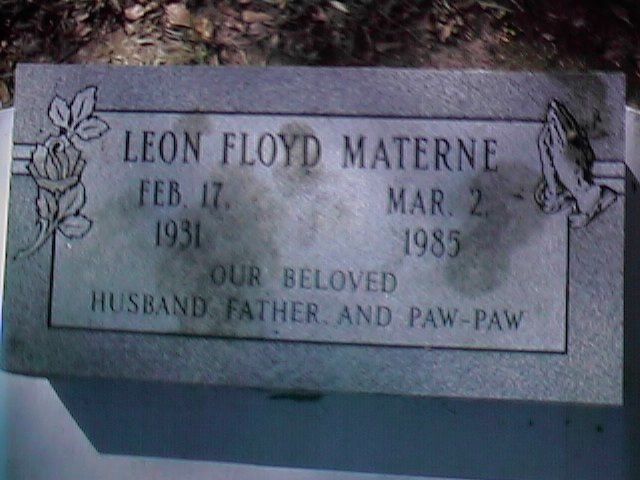 LEON FLOYD MATERNE
FEB. 17, MAR. 2,
1931 1985
OUR BELOVED
HUSBAND, FATHER, AND PAW-PAW